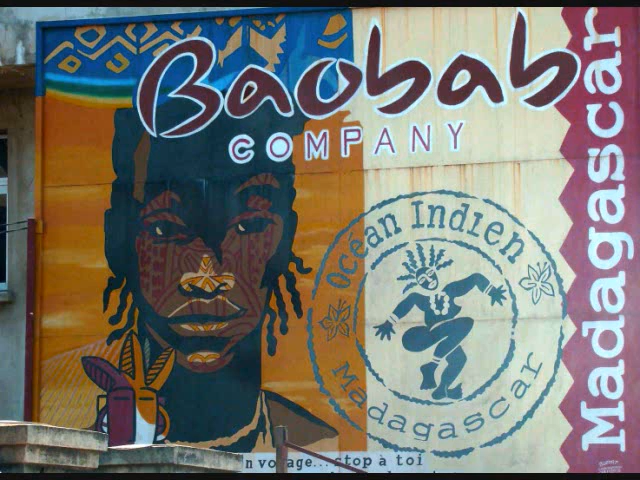 Baobab
COMPANY
Océan Indien
Madagascar
Madagascar
n voyage... stop à toi